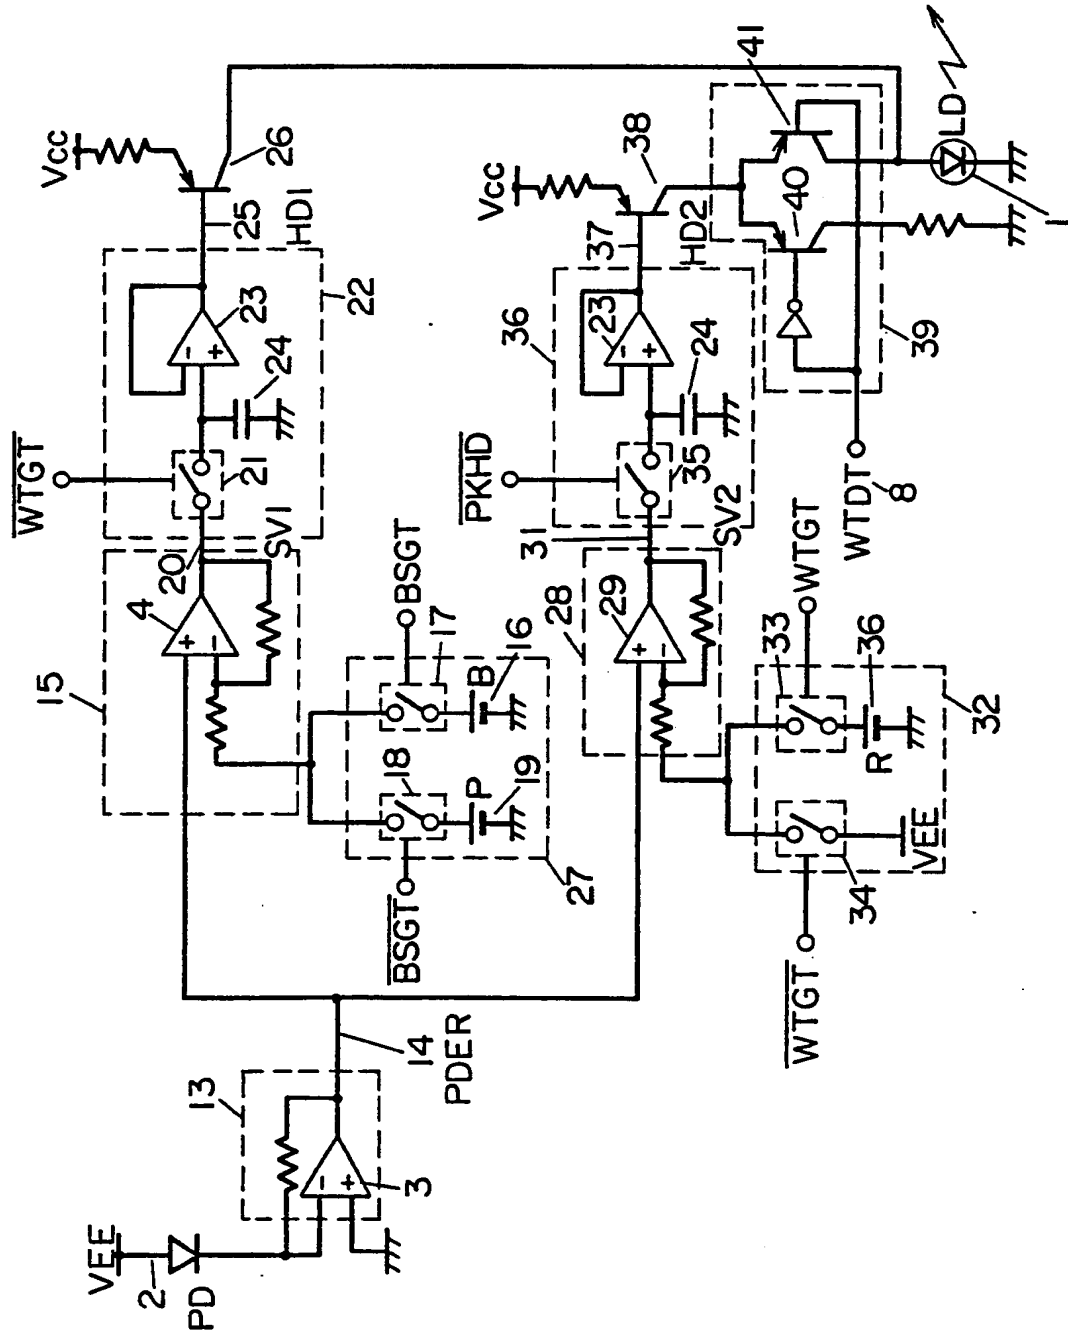 VEE
2
PD
13
3
14
PDER
15
4
20
SV1
WTGT
21
24
23
22
25
HD1
Vcc
26
BSGT
17
16
B
18
P
19
BSGT
27
28
29
31
SV2
PKHD
35
24
23
36
37
HD2
Vcc
38
40
41
39
WTDT
8
LD
1
WTGT
33
36
R
32
34
VEE
WTGT
+
-
+
-
+
-
+
-
+
-